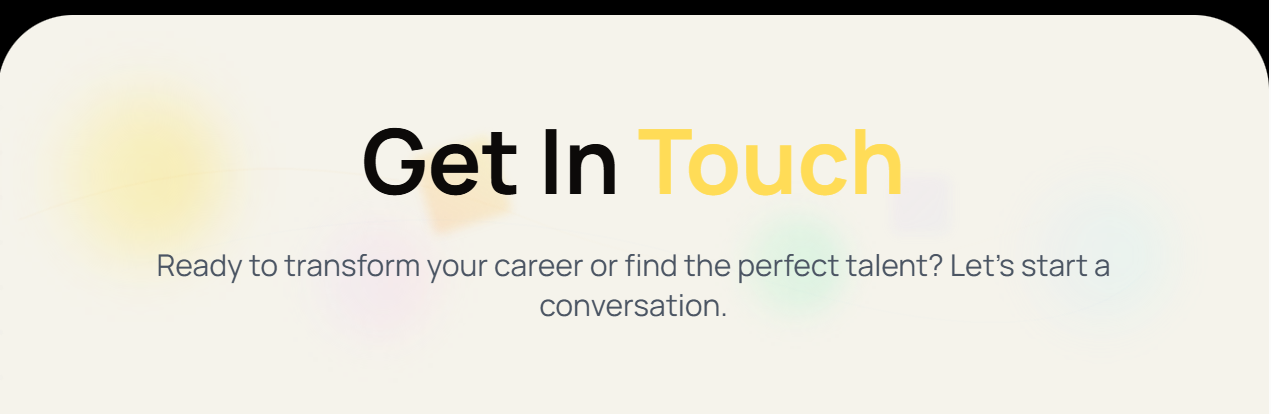 Get In Touch
Ready to transform your career or find the perfect talent? Let’s start a
conversation.